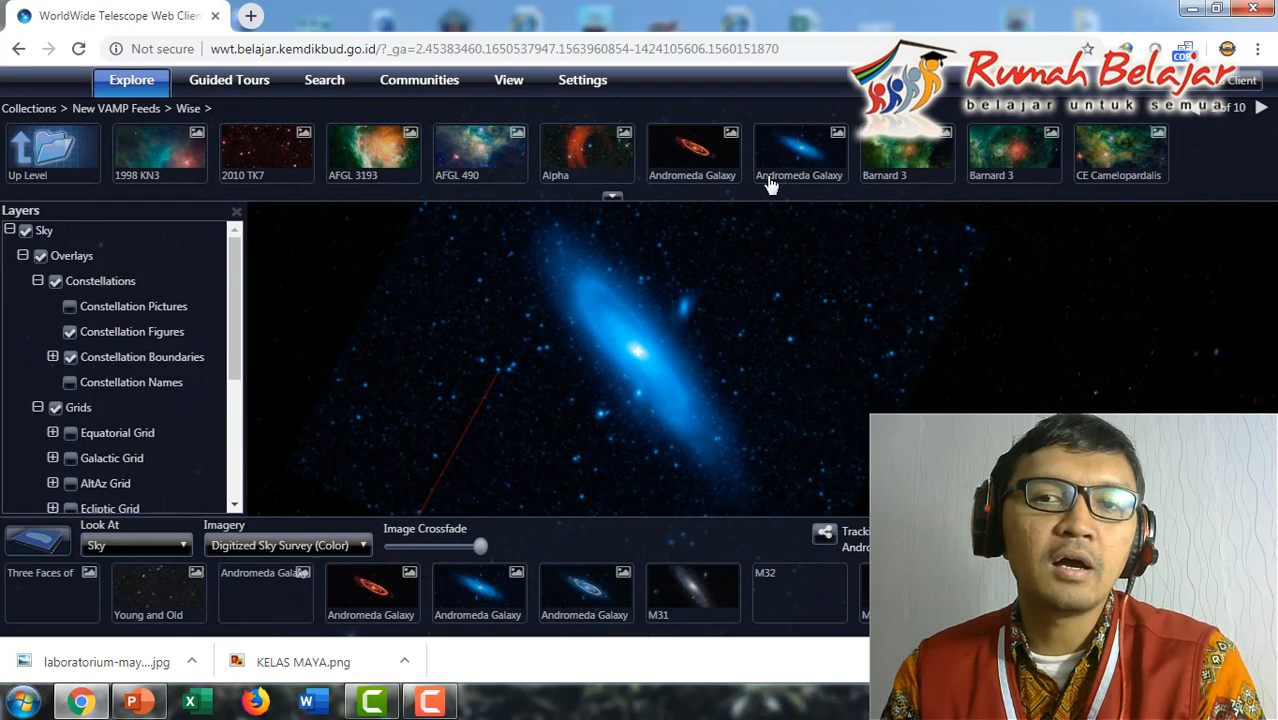 WorldWide Telescope Web Clien
Not secure
wwt.belajar.kemdikbud.go.id/?_ga=2.45383460.1650537947.1563960854-1424105606.1560151870
Rumah Belajar
belajar untuk semua
Explore
Guided Tours
Search
Communities
View
Settings
Client
Collections > New VAMP Feeds > Wise >
of 10
Up Level
1998 KN3
2010 TK7
AFGL 3193
AFGL 490
Alpha
Andromeda Galaxy
Andromeda Galaxy
Barnard 3
Barnard 3
CE Camelopardalis
Layers
Sky
Overlays
Constellations
Constellation Pictures
Constellation Figures
Constellation Boundaries
Constellation Names
Grids
Equatorial Grid
Galactic Grid
AltAz Grid
Ecliptic Grid
Look At
Sky
Imagery
Digitized Sky Survey (Color)
Image Crossfade
Tracki
Andro
Three Faces of
Young and Old
Andromeda Galaxy
Andromeda Galaxy
Andromeda Galaxy
Andromeda Galaxy
M31
M32
laboratorium-may....jpg
KELAS MAYA.png